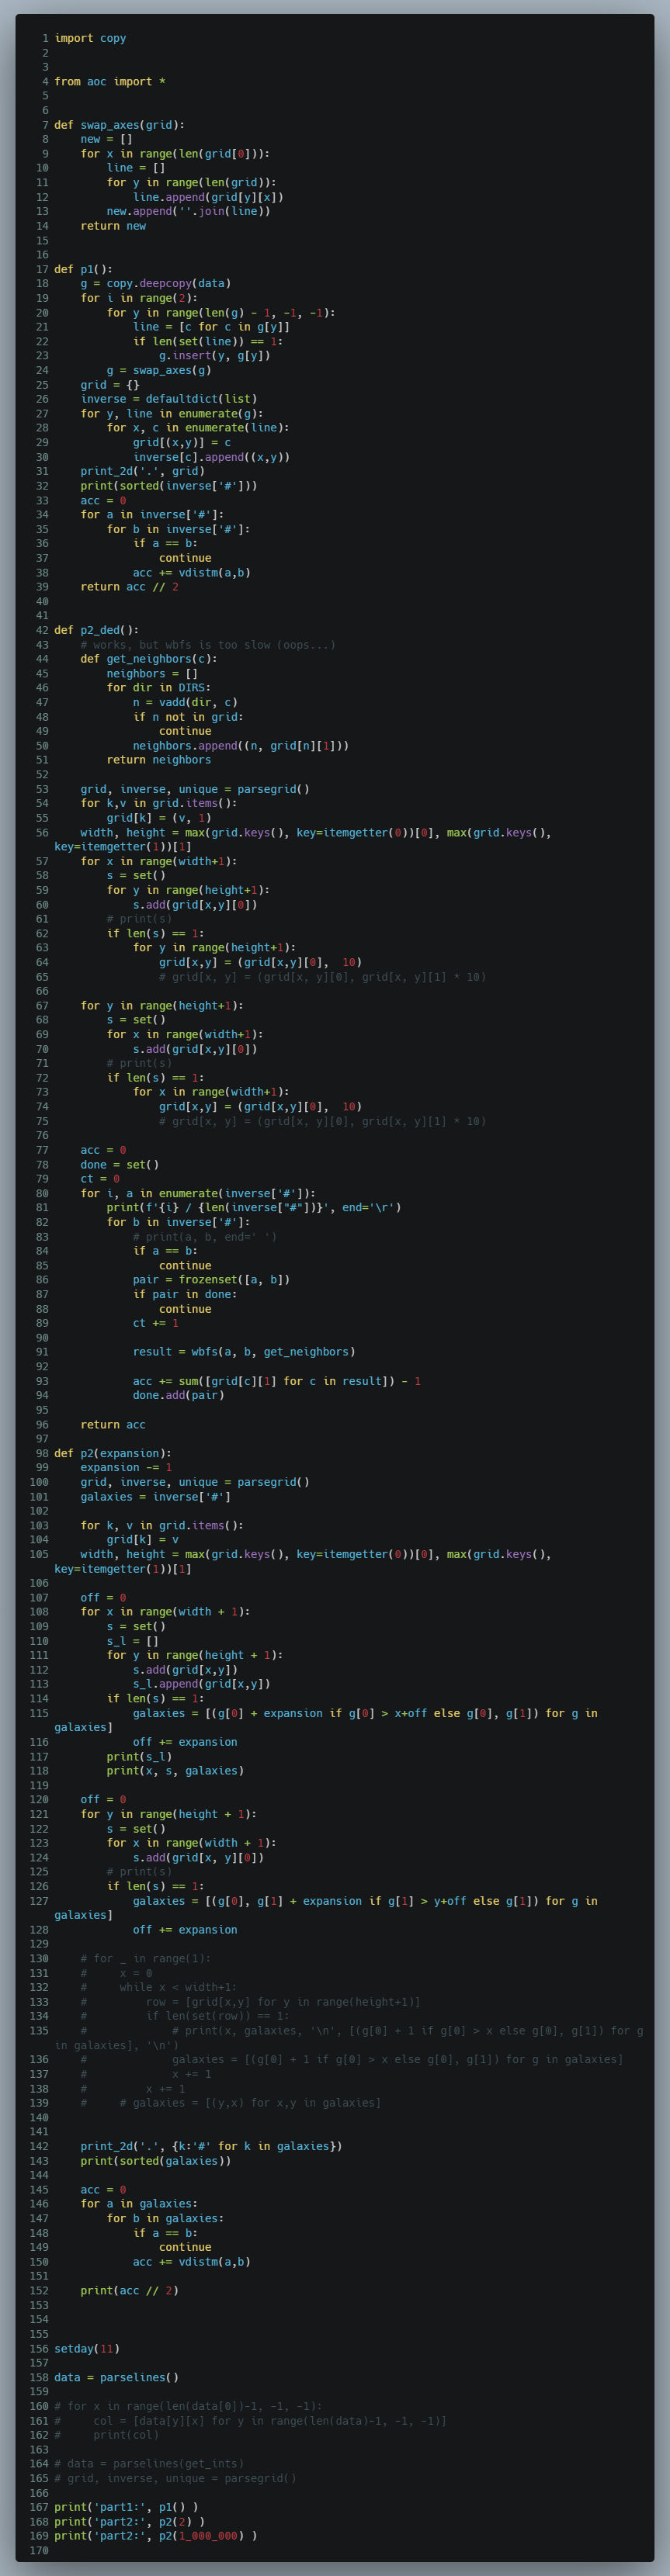 1 import copy
2
3
4 from aoc import *
5
6
7 def swap_axes(grid):
8     new = []
9     for x in range(len(grid[0])):
10         line = []
11         for y in range(len(grid)):
12             line.append(grid[y][x])
13         new.append(''.join(line))
14     return new
15
16
17 def p1():
18     g = copy.deepcopy(data)
19     for i in range(2):
20         for y in range(len(g) - 1, -1, -1):
21             line = [c for c in g[y]]
22             if len(set(line)) == 1:
23                 g.insert(y, g[y])
24         g = swap_axes(g)
25     grid = {}
26     inverse = defaultdict(list)
27     for y, line in enumerate(g):
28         for x, c in enumerate(line):
29             grid[(x,y)] = c
30             inverse[c].append((x,y))
31     print_2d('.', grid)
32     print(sorted(inverse['#']))
33     acc = 0
34     for a in inverse['#']:
35         for b in inverse['#']:
36             if a == b:
37                 continue
38             acc += vdistm(a,b)
39     return acc // 2
40
41
42 def p2_ded():
43     # works, but wbfs is too slow (oops...)
44     def get_neighbors(c):
45         neighbors = []
46         for dir in DIRS:
47             n = vadd(dir, c)
48             if n not in grid:
49                 continue
50             neighbors.append((n, grid[n][1]))
51         return neighbors
52
53     grid, inverse, unique = parsegrid()
54     for k,v in grid.items():
55         grid[k] = (v, 1)
56     width, height = max(grid.keys(), key=itemgetter(0))[0], max(grid.keys(),
key=itemgetter(1))[1]
57     for x in range(width+1):
58         s = set()
59         for y in range(height+1):
60             s.add(grid[x,y][0])
61         # print(s)
62         if len(s) == 1:
63             for y in range(height+1):
64                 grid[x,y] = (grid[x,y][0],  10)
65                 # grid[x, y] = (grid[x, y][0], grid[x, y][1] * 10)
66
67     for y in range(height+1):
68         s = set()
69         for x in range(width+1):
70             s.add(grid[x,y][0])
71         # print(s)
72         if len(s) == 1:
73             for x in range(width+1):
74                 grid[x,y] = (grid[x,y][0],  10)
75                 # grid[x, y] = (grid[x, y][0], grid[x, y][1] * 10)
76
77     acc = 0
78     done = set()
79     ct = 0
80     for i, a in enumerate(inverse['#']):
81         print(f'{i} / {len(inverse["#"])}', end='\r')
82         for b in inverse['#']:
83             # print(a, b, end=' ')
84             if a == b:
85                 continue
86             pair = frozenset([a, b])
87             if pair in done:
88                 continue
89             ct += 1
90
91             result = wbfs(a, b, get_neighbors)
92
93             acc += sum([grid[c][1] for c in result]) - 1
94             done.add(pair)
95
96     return acc
97
98 def p2(expansion):
99     expansion -= 1
100     grid, inverse, unique = parsegrid()
101     galaxies = inverse['#']
102
103     for k, v in grid.items():
104         grid[k] = v
105     width, height = max(grid.keys(), key=itemgetter(0))[0], max(grid.keys(),
key=itemgetter(1))[1]
106
107     off = 0
108     for x in range(width + 1):
109         s = set()
110         s_l = []
111         for y in range(height + 1):
112             s.add(grid[x,y])
113             s_l.append(grid[x,y])
114         if len(s) == 1:
115             galaxies = [(g[0] + expansion if g[0] > x+off else g[0], g[1]) for g in
galaxies]
116             off += expansion
117         print(s_l)
118         print(x, s, galaxies)
119
120     off = 0
121     for y in range(height + 1):
122         s = set()
123         for x in range(width + 1):
124             s.add(grid[x, y][0])
125         # print(s)
126         if len(s) == 1:
127             galaxies = [(g[0], g[1] + expansion if g[1] > y+off else g[1]) for g in
galaxies]
128             off += expansion
129
130     # for _ in range(1):
131     #     x = 0
132     #     while x < width+1:
133     #         row = [grid[x,y] for y in range(height+1)]
134     #         if len(set(row)) == 1:
135     #             # print(x, galaxies, '\n', [(g[0] + 1 if g[0] > x else g[0], g[1]) for g
in galaxies], '\n')
136     #             galaxies = [(g[0] + 1 if g[0] > x else g[0], g[1]) for g in galaxies]
137     #             x += 1
138     #         x += 1
139     #     # galaxies = [(y,x) for x,y in galaxies]
140
141
142     print_2d('.', {k:'#' for k in galaxies})
143     print(sorted(galaxies))
144
145     acc = 0
146     for a in galaxies:
147         for b in galaxies:
148             if a == b:
149                 continue
150             acc += vdistm(a,b)
151
152     print(acc // 2)
153
154
155
156 setday(11)
157
158 data = parselines()
159
160 # for x in range(len(data[0])-1, -1, -1):
161 #     col = [data[y][x] for y in range(len(data)-1, -1, -1)]
162 #     print(col)
163
164 # data = parselines(get_ints)
165 # grid, inverse, unique = parsegrid()
166
167 print('part1:', p1() )
168 print('part2:', p2(2) )
169 print('part2:', p2(1_000_000) )
170